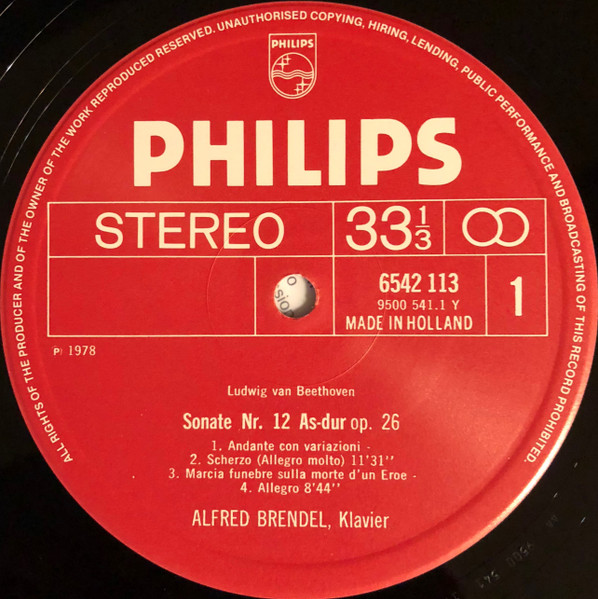 ALL RIGHTS OF THE PRODUCER AND OF THE OWNER OF THE WORK REPRODUCED RESERVED. UNAUTHORISED COPYING, HIRING, LENDING, PUBLIC PERFORMANCE AND BROADCASTING OF THIS RECORD PROHIBITED.
PHILIPS
PHILIPS
STEREO
33 1/3
6542 113
9500 541.1 Y
MADE IN HOLLAND
1
P) 1978
Ludwig van Beethoven
Sonate Nr. 12 As-dur op. 26
1. Andante con variazioni -
2. Scherzo (Allegro molto) 11'31''
3. Marcia funebre sulla morte d'un Eroe -
4. Allegro 8'44''
ALFRED BRENDEL, Klavier